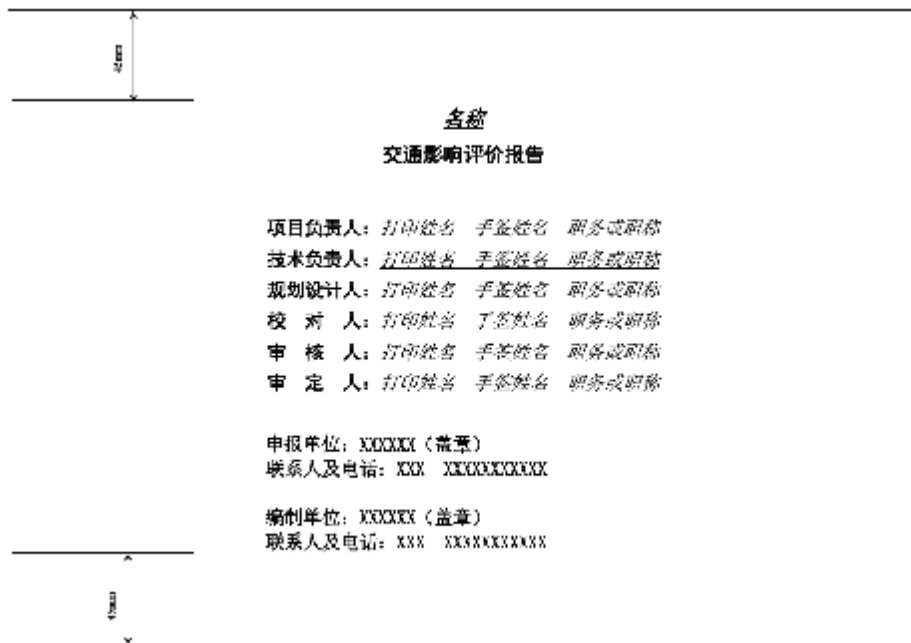 名称
交通影响评价报告
项目负责人：打印姓名 手签姓名 职务或职称
技术负责人：打印姓名 手签姓名 职务或职称
规划设计人：打印姓名 手签姓名 职务或职称
校 对 人：打印姓名 手签姓名 职务或职称
审 核 人：打印姓名 手签姓名 职务或职称
审 定 人：打印姓名 手签姓名 职务或职称
申报单位：XXXXXX（盖章）
联系人及电话：XXX XXXXXXXXXXX
编制单位：XXXXXX（盖章）
联系人及电话：XXX XXXXXXXXXXX